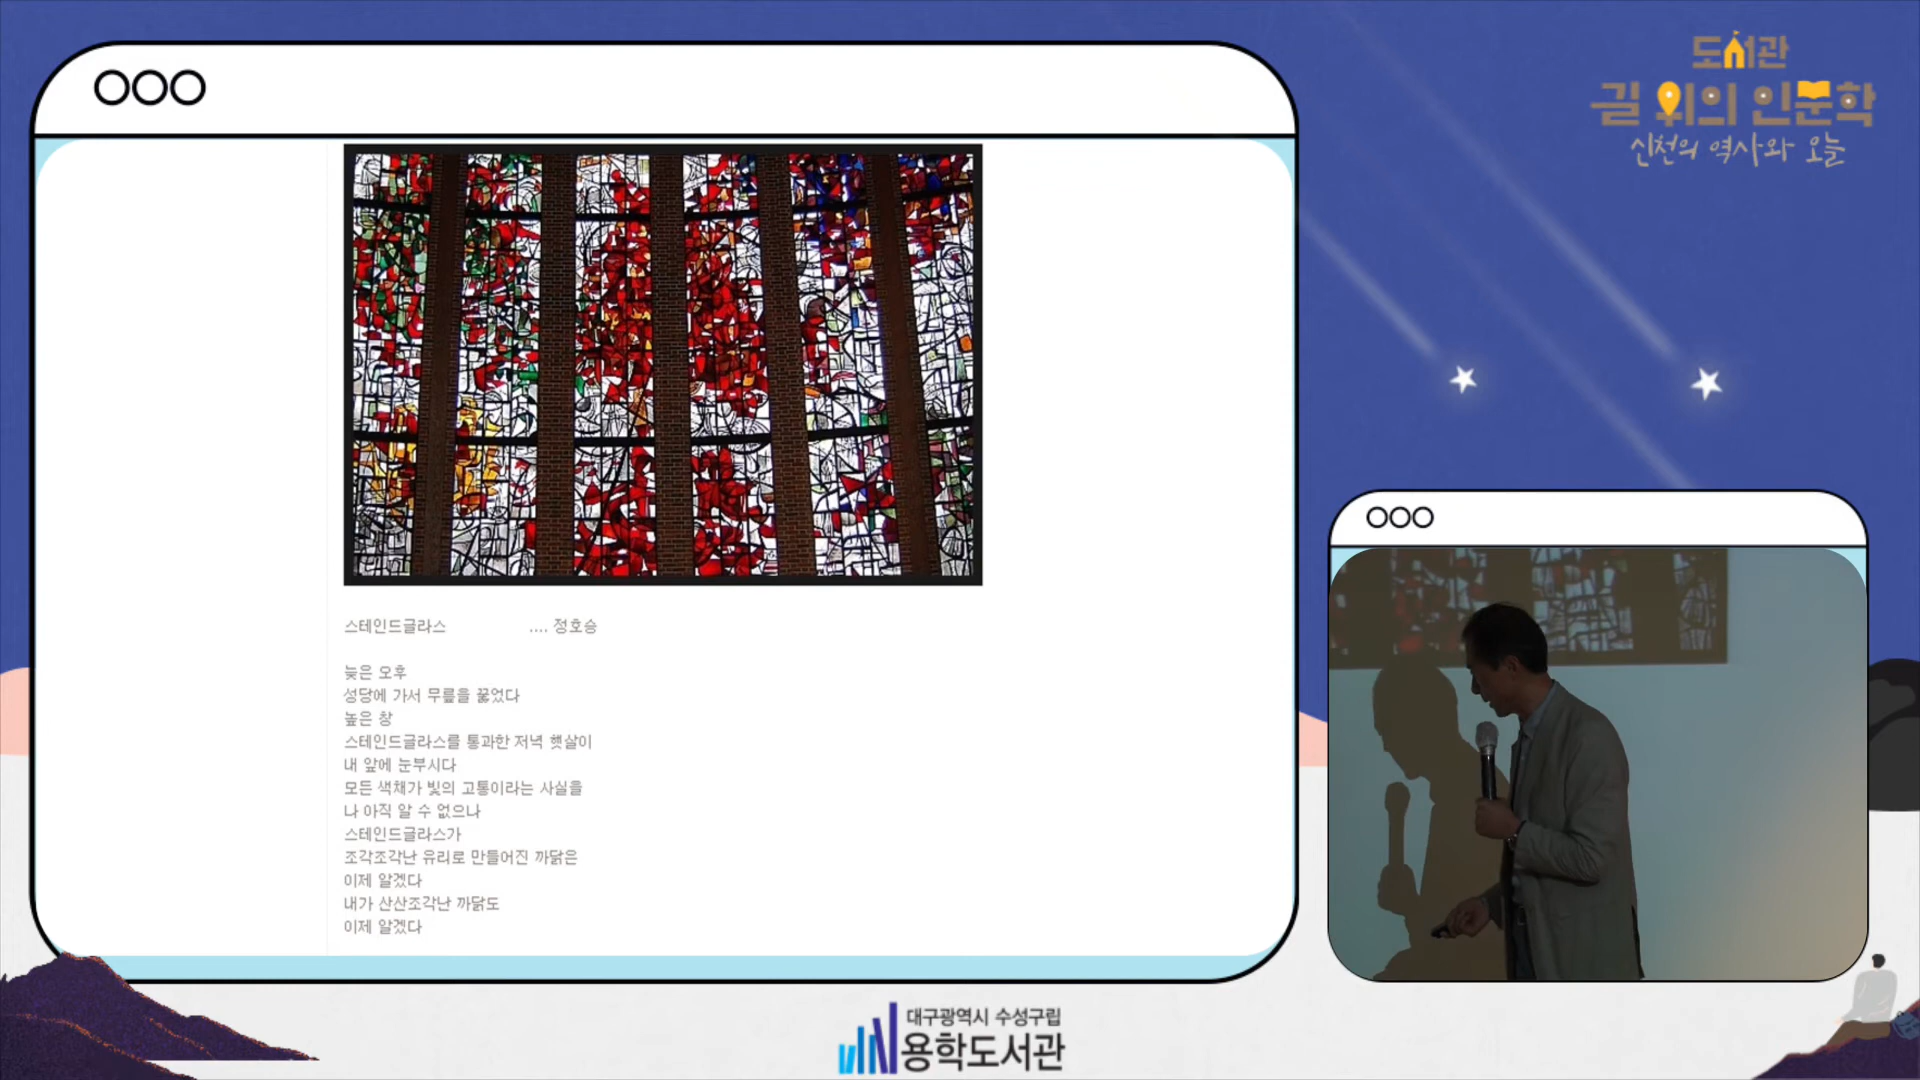 도서관
길 위의 인문학
신천의 역사와 오늘
스테인드글라스 .... 정호승
늦은 오후
성당에 가서 무릎을 꿇었다
높은 창
스테인드글라스를 통과한 저녁 햇살이
내 앞에 눈부시다
모든 색채가 빛의 고통이라는 사실을
나 아직 알 수 없으나
스테인드글라스가
조각조각난 유리로 만들어진 까닭은
이제 알겠다
내가 산산조각난 까닭도
이제 알겠다
대구광역시 수성구립
용학도서관